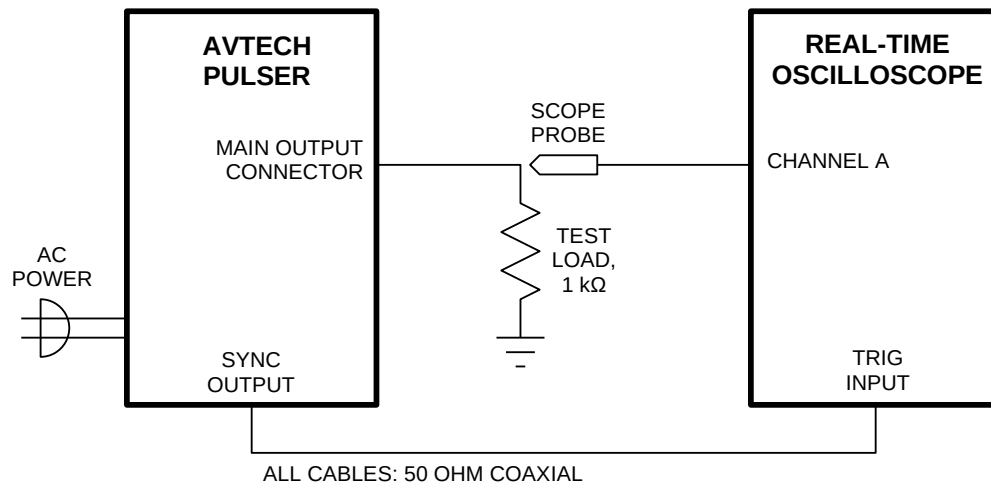 AVTECH
PULSER
REAL-TIME
OSCILLOSCOPE
SCOPE
PROBE
MAIN OUTPUT
CONNECTOR
CHANNEL A
TEST
LOAD,
1 kΩ
AC
POWER
SYNC
OUTPUT
TRIG
INPUT
ALL CABLES: 50 OHM COAXIAL